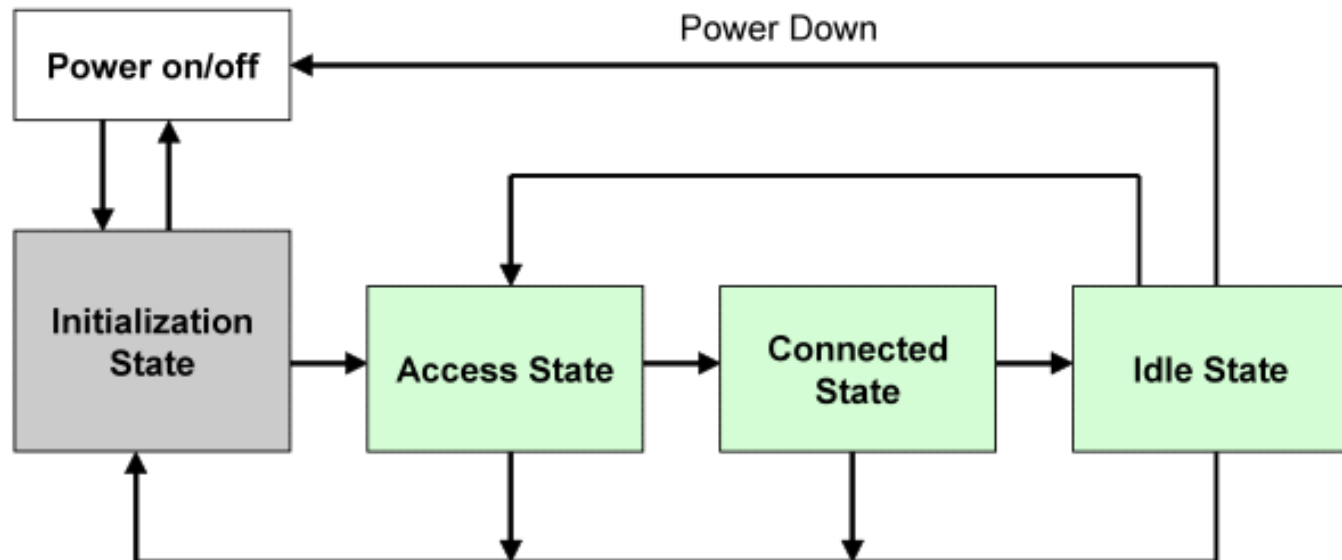 Power Down
Power on/off
Initialization
State
Access State
Connected
State
Idle State